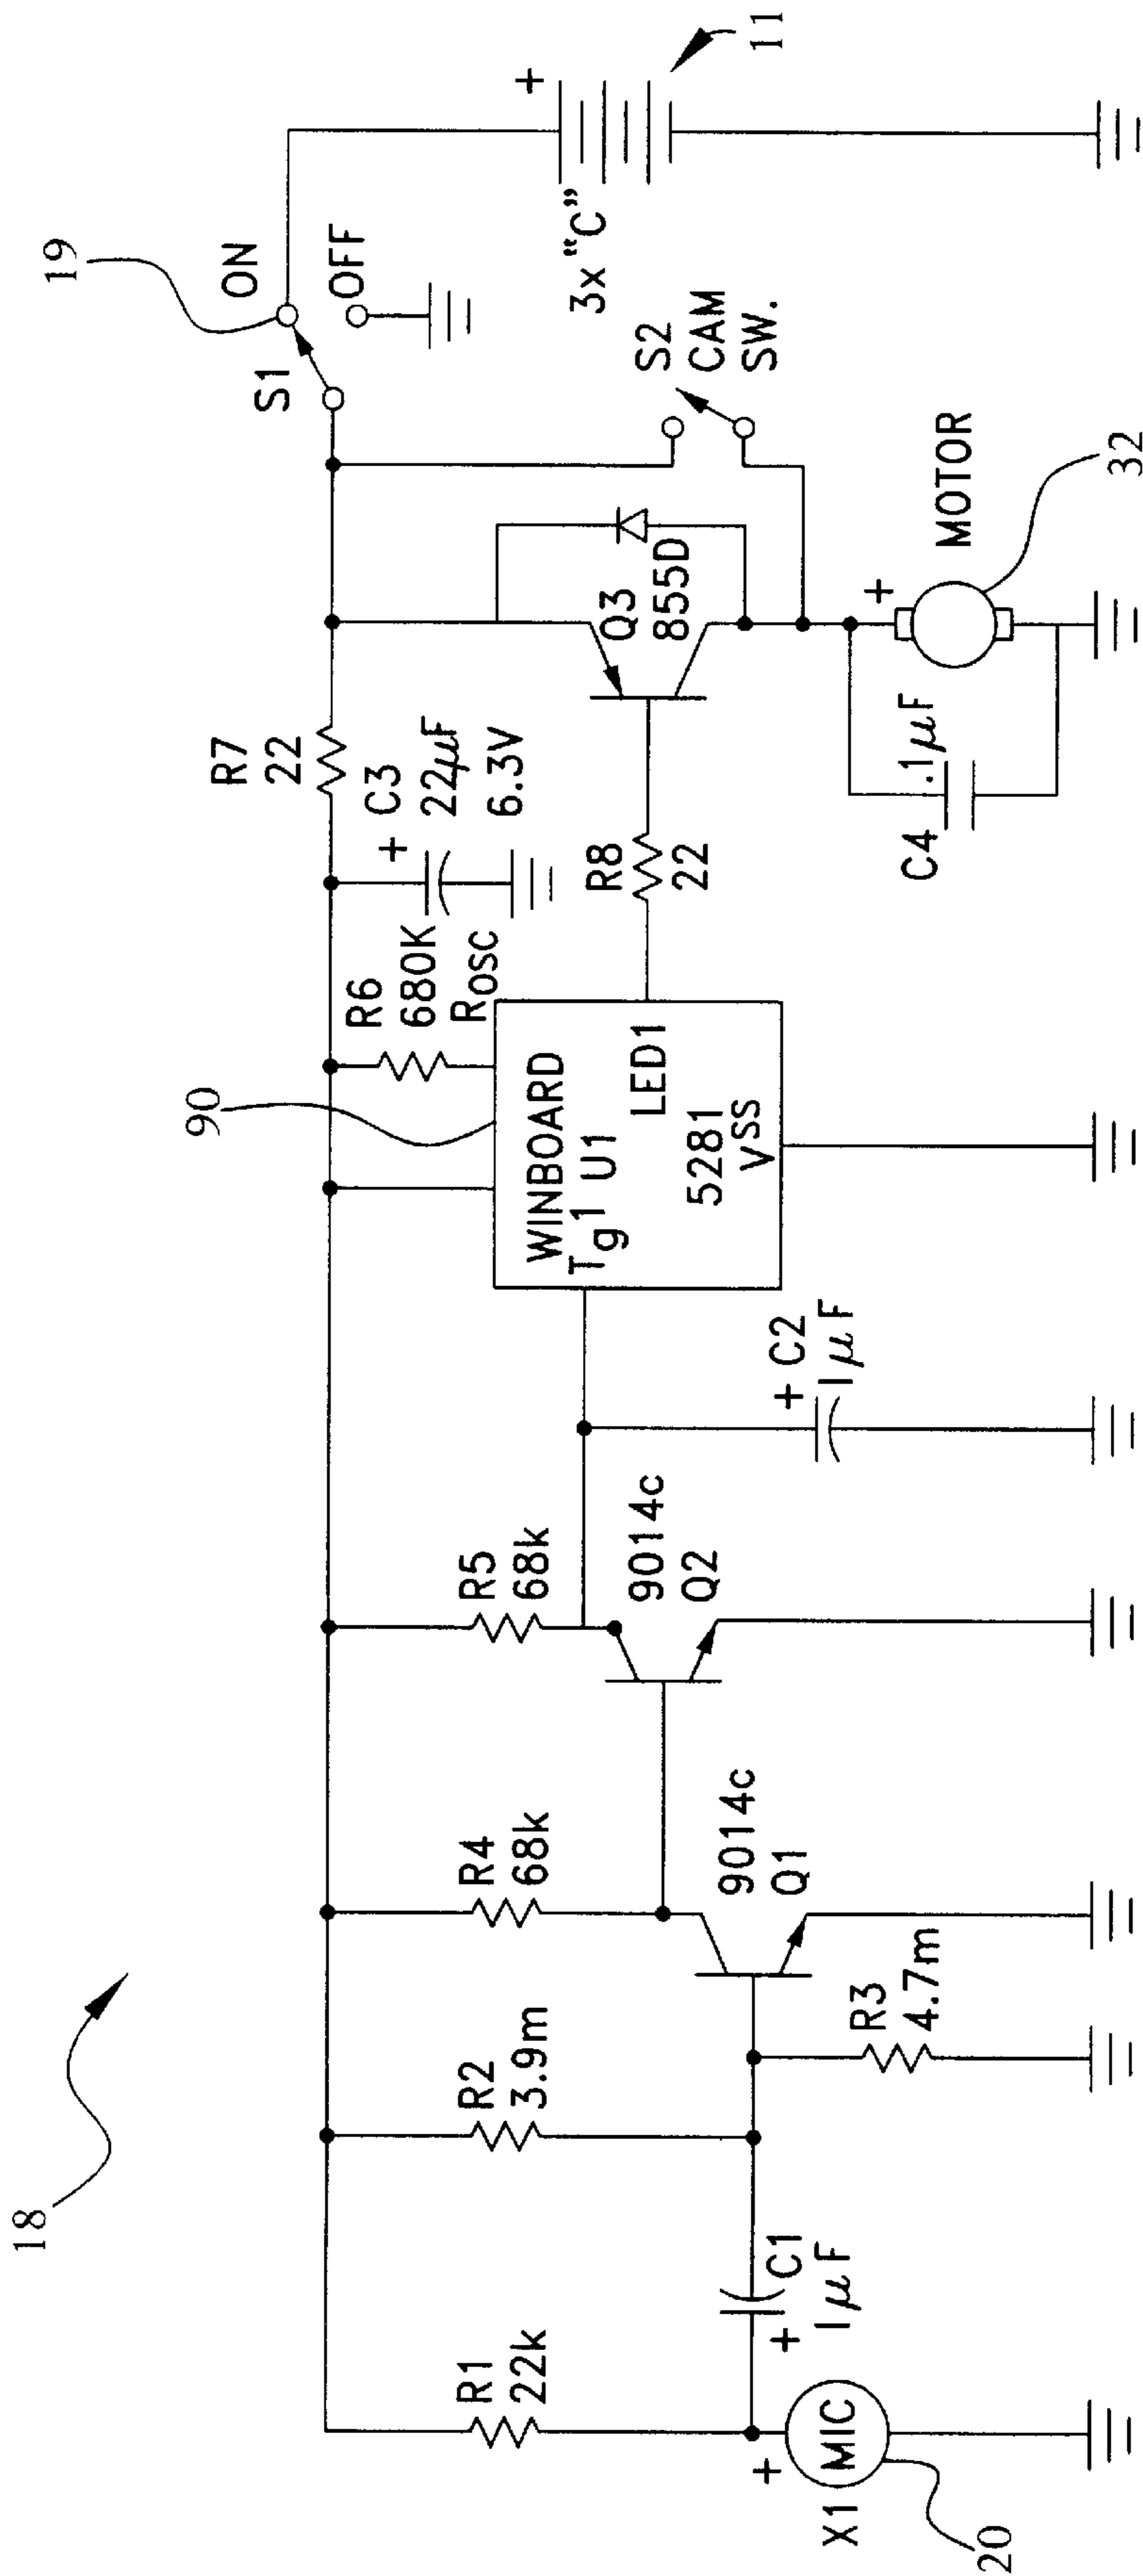 18
R1
22k
+
X1
MIC
20
+
C1
1μF
R2
3.9m
R3
4.7m
R4
68k
9014c
Q1
R5
68k
9014c
Q2
+ C2
1μF
90
WINBOARD
Tg1 U1
LED1
5281
VSS
R6
680K
ROSC
+
C3
22μF
6.3V
R7
22
R8
22
Q3
855D
C4
.1μF
+
MOTOR
32
S2
CAM
SW.
S1
19
ON
OFF
+
3x "C"
11